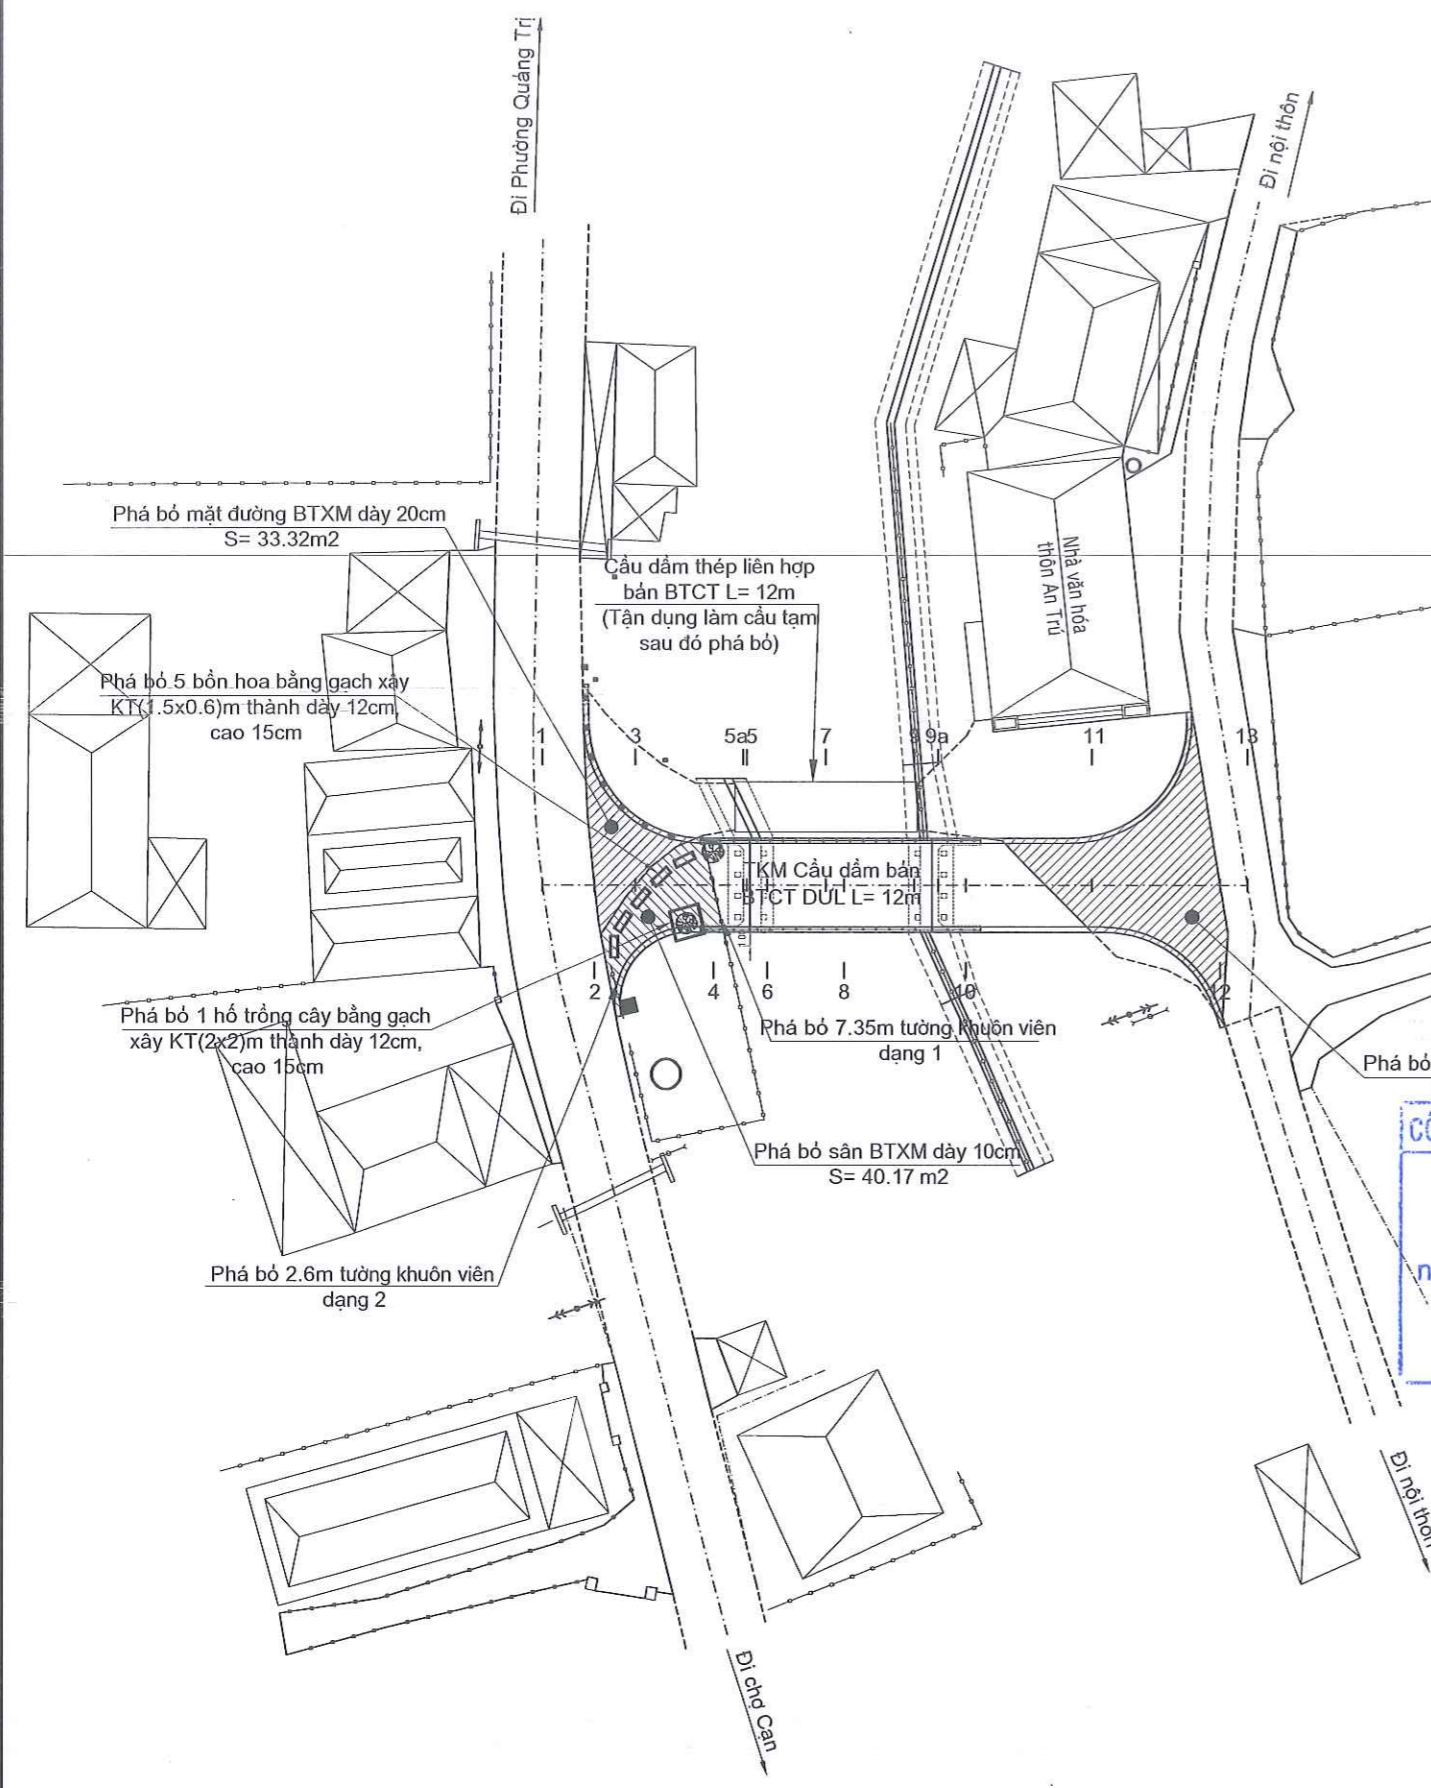 Đi Phường Quảng Trị
Đi nội thôn
Phá bỏ mặt đường BTXM dày 20cm
S= 33.32m2
Cầu dầm thép liên hợp
bản BTCT L= 12m
(Tận dụng làm cầu tạm
sau đó phá bỏ)
Nhà văn hóa
thôn An Trú
Phá bỏ 5 bồn hoa bằng gạch xây
KT(1.5x0.6)m thành dày 12cm,
cao 15cm
1
3
5a5
7
9
9a
11
13
TKM Cầu dầm bản
BTCT DƯL L= 12m
2
4
6
8
10
12
Phá bỏ 1 hố trồng cây bằng gạch
xây KT(2x2)m thành dày 12cm,
cao 15cm
Phá bỏ 7.35m tường khuôn viên
dạng 1
Phá bỏ
CÔ
Phá bỏ sân BTXM dày 10cm
S= 40.17 m2
Phá bỏ 2.6m tường khuôn viên
dạng 2
n
Đi nội thôn
Đi chợ Cạn